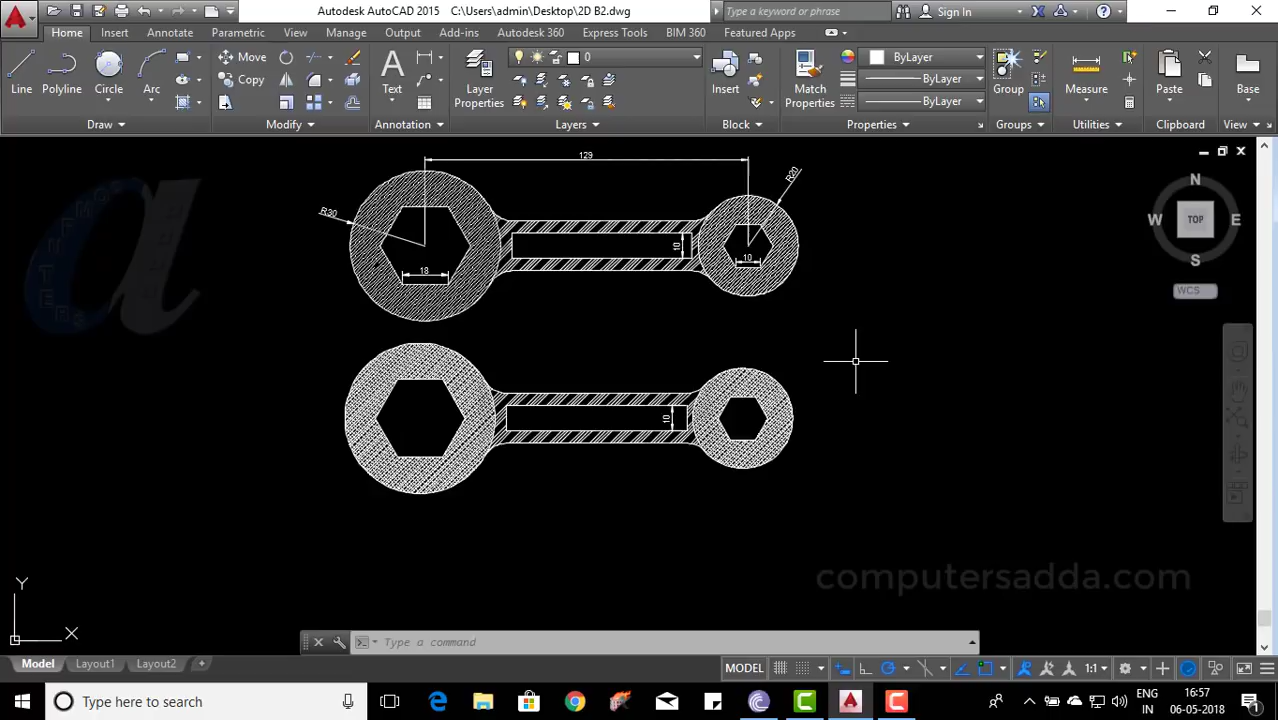 Autodesk AutoCAD 2015 C:\Users\admin\Desktop\2D B2.dwg
Type a keyword or phrase
Sign In
Home Insert Annotate Parametric View Manage Output Add-ins Autodesk 360 Express Tools BIM 360 Featured Apps
Line Polyline Circle Arc
Move
Copy
Text
Layer Properties
0
Insert
Match Properties
ByLayer
ByLayer
ByLayer
Group
Measure
Paste
Base
Draw Modify Annotation Layers Block Properties Groups Utilities Clipboard View
129
R30
R20
18
10
10
10
N
W TOP E
S
WCS
computersadda.com
Y
X
Type a command
Model Layout1 Layout2
MODEL 1:1
Type here to search
ENG
IN
16:57
06-05-2018
1